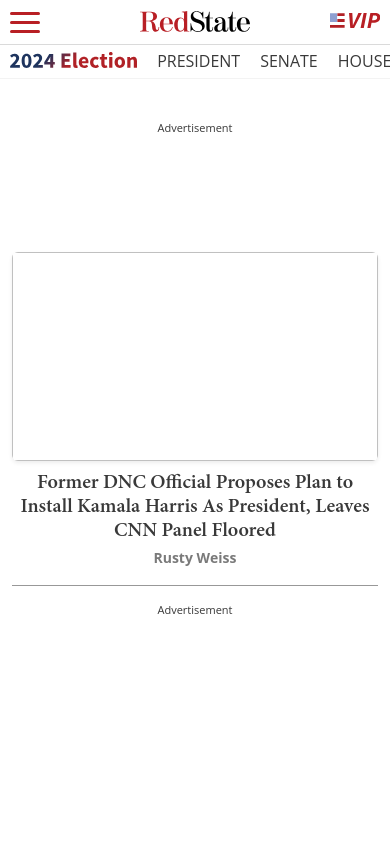 RedState
VIP
2024 Election PRESIDENT SENATE HOUSE
Advertisement
Former DNC Official Proposes Plan to
Install Kamala Harris As President, Leaves
CNN Panel Floored
Rusty Weiss
Advertisement